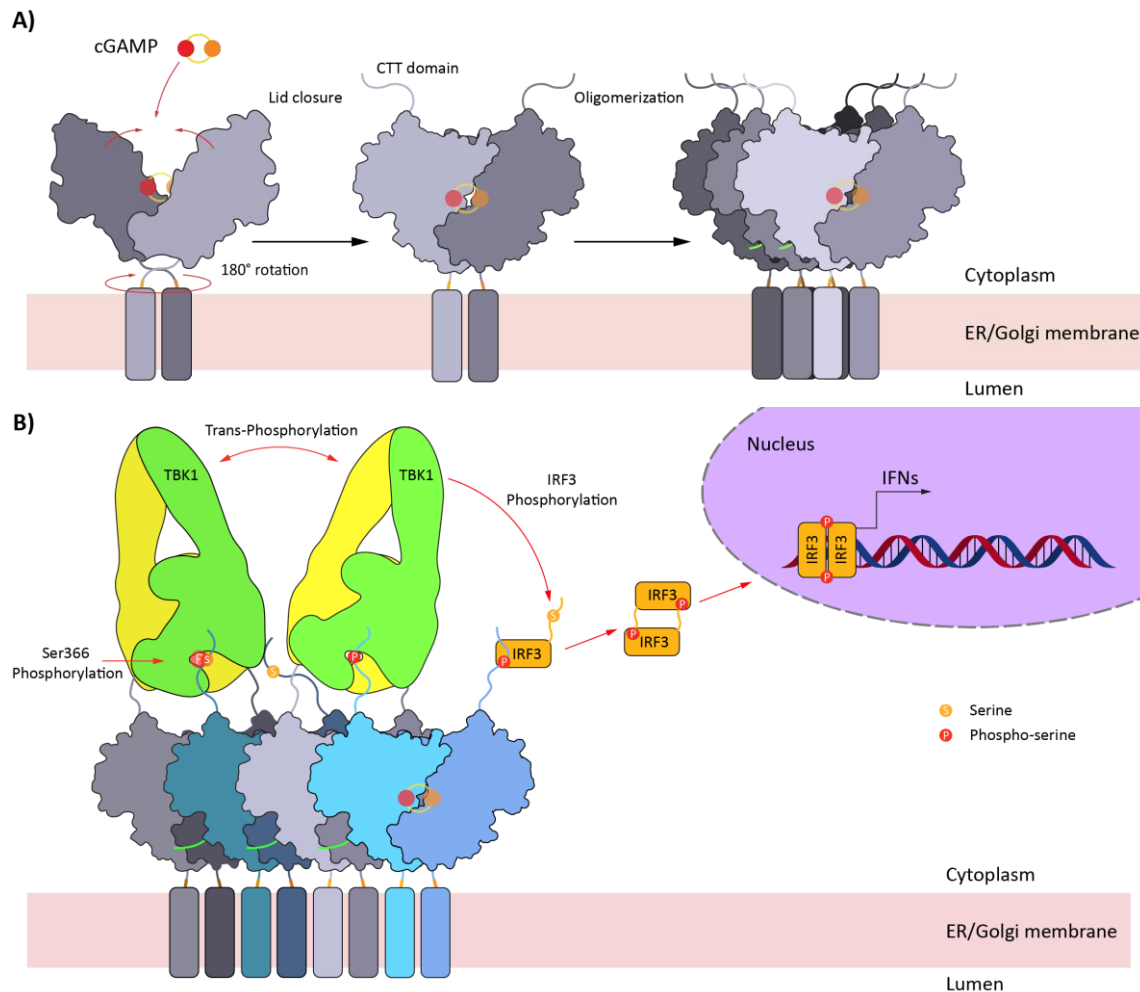 A)
cGAMP
CTT domain
Lid closure
Oligomerization
180° rotation
Cytoplasm
ER/Golgi membrane
Lumen
B)
Trans-Phosphorylation
TBK1
TBK1
IRF3
Phosphorylation
Nucleus
IFNs
P
IRF3
IRF3
P
S
IRF3
P
P
IRF3
IRF3
P
Ser366
Phosphorylation
P
S
P
S
S Serine
P Phospho-serine
Cytoplasm
ER/Golgi membrane
Lumen